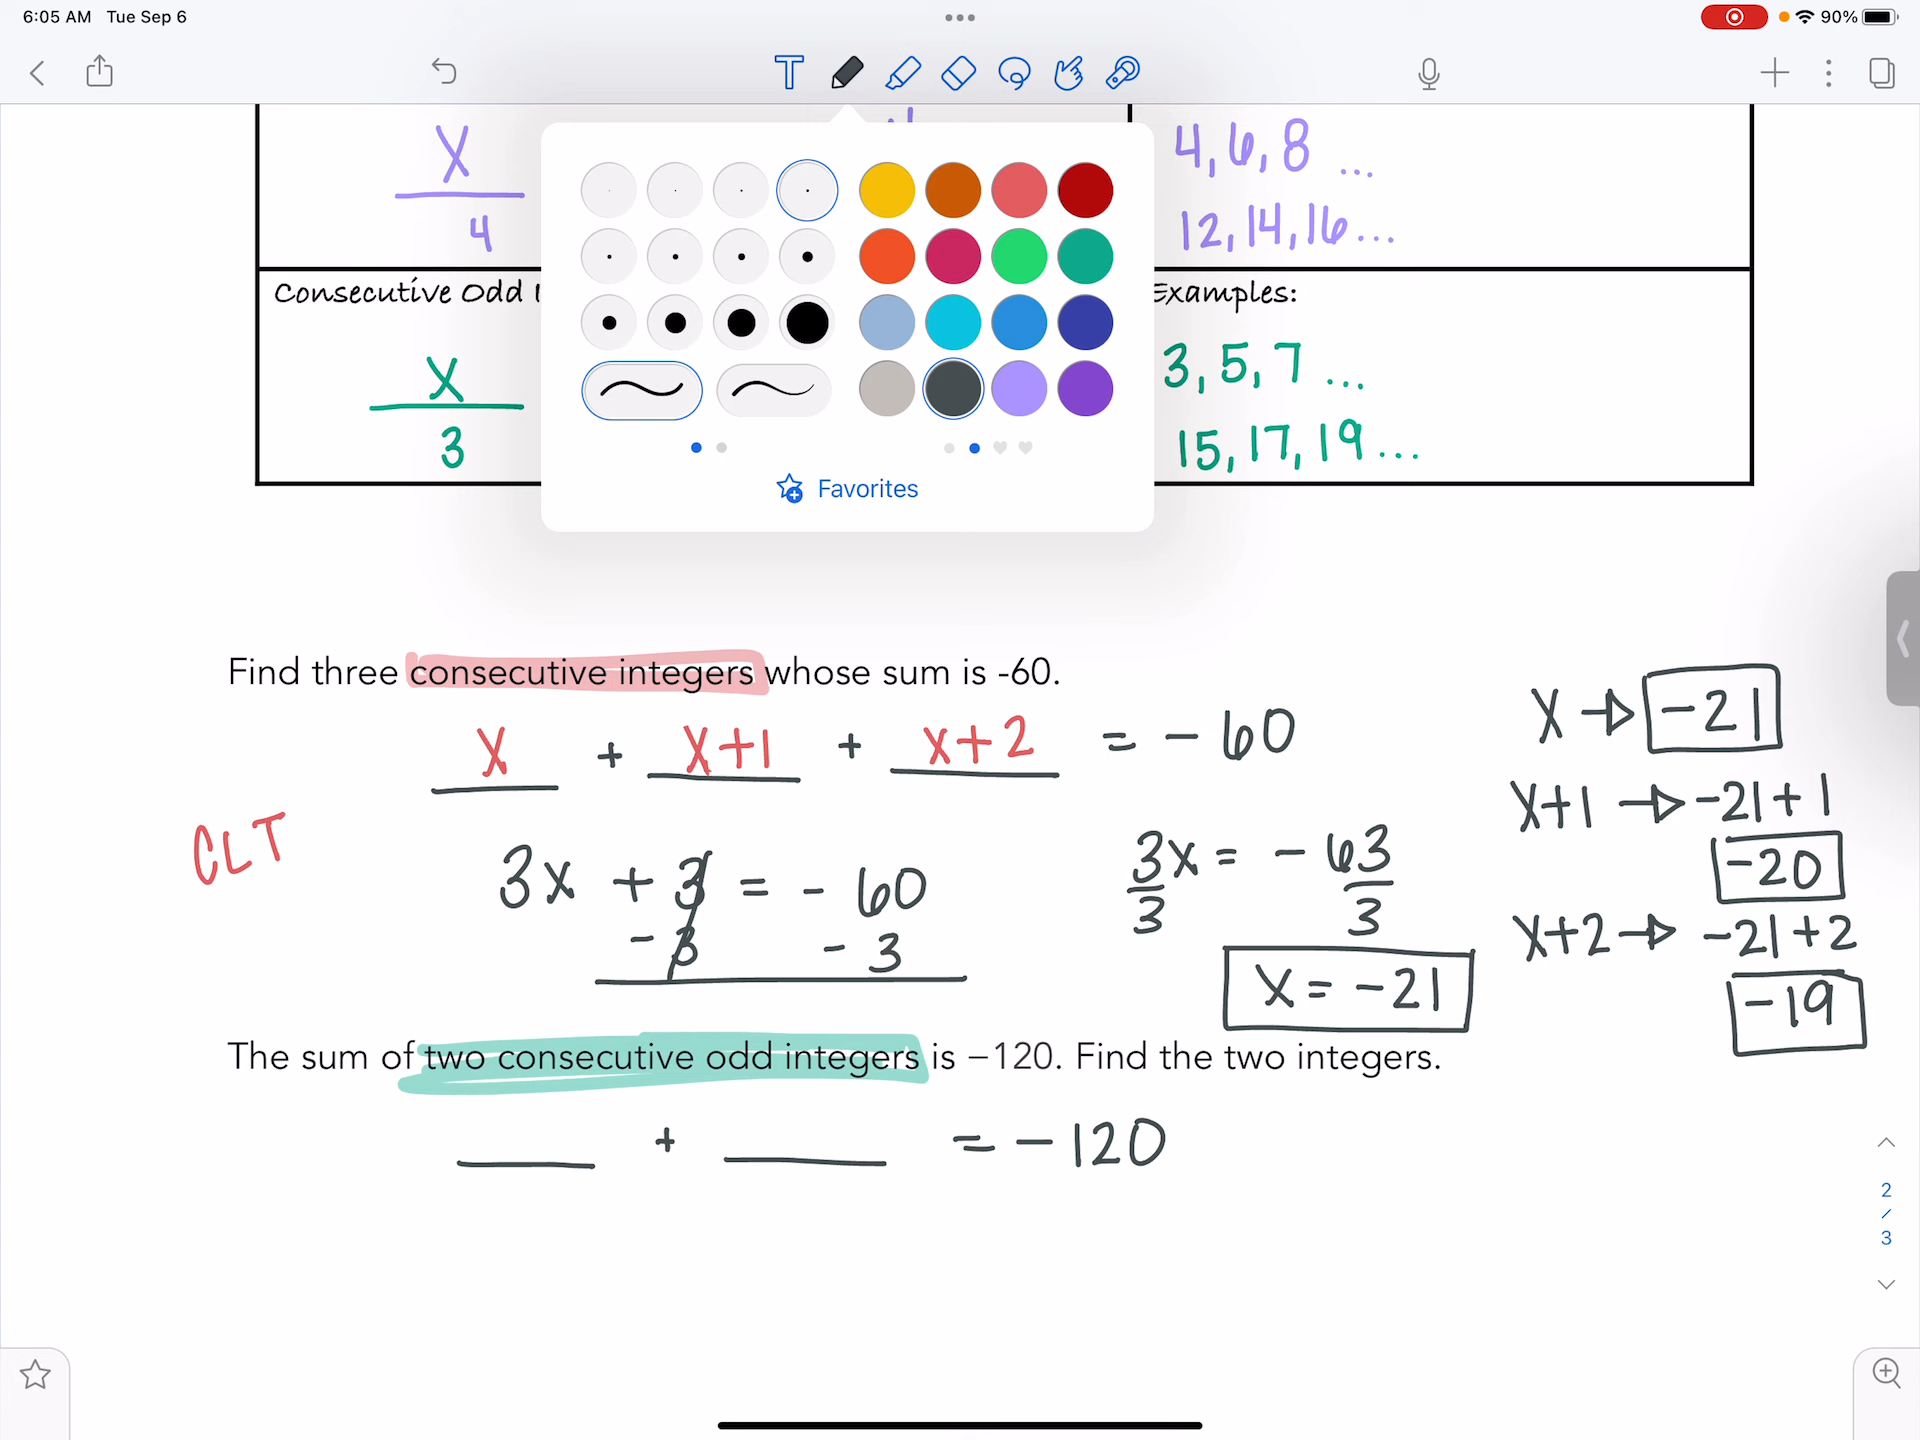 6:05 AM Tue Sep 6
90%
T
X
4
4, 6, 8 ...
12, 14, 16 ...
Consecutive Odd
Examples:
X
3
3, 5, 7 ...
15, 17, 19 ...
Favorites
Find three consecutive integers whose sum is -60.
X + X+1 + X+2 = - 60
CLT
3x + 3 = - 60
- 3 - 3
3x = - 63
3 3
X = -21
X → -21
X+1 → -21+1
-20
X+2 → -21+2
-19
The sum of two consecutive odd integers is −120. Find the two integers.
+ = - 120
2
/
3